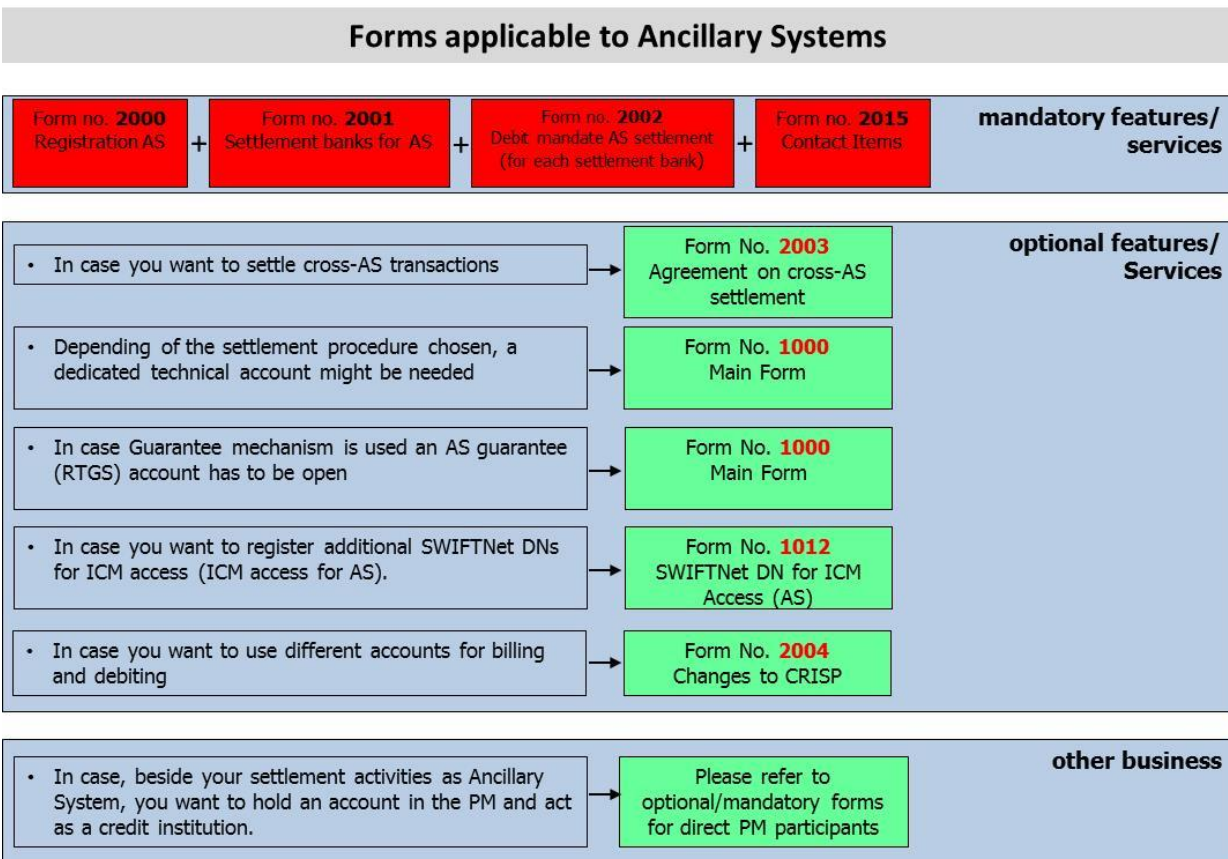 Forms applicable to Ancillary Systems
Form no. 2000
Registration AS
+
Form no. 2001
Settlement banks for AS
+
Form no. 2002
Debt mandate AS settlement
(for each settlement bank)
+
Form no. 2015
Contact Items
mandatory features/
services
optional features/
Services
• In case you want to settle cross-AS transactions
Form No. 2003
Agreement on cross-AS
settlement
• Depending of the settlement procedure chosen, a
dedicated technical account might be needed
Form No. 1000
Main Form
• In case Guarantee mechanism is used an AS guarantee
(RTGS) account has to be open
Form No. 1000
Main Form
• In case you want to register additional SWIFTNet DNs
for ICM access (ICM access for AS).
Form No. 1012
SWIFTNet DN for ICM
Access (AS)
• In case you want to use different accounts for billing
and debiting
Form No. 2004
Changes to CRISP
other business
• In case, beside your settlement activities as Ancillary
System, you want to hold an account in the PM and act
as a credit institution.
Please refer to
optional/mandatory forms
for direct PM participants